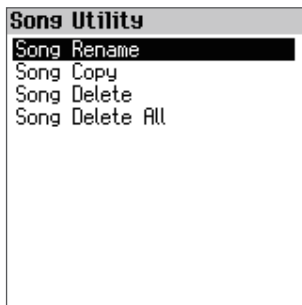 Song Utility
Song Rename
Song Copy
Song Delete
Song Delete All